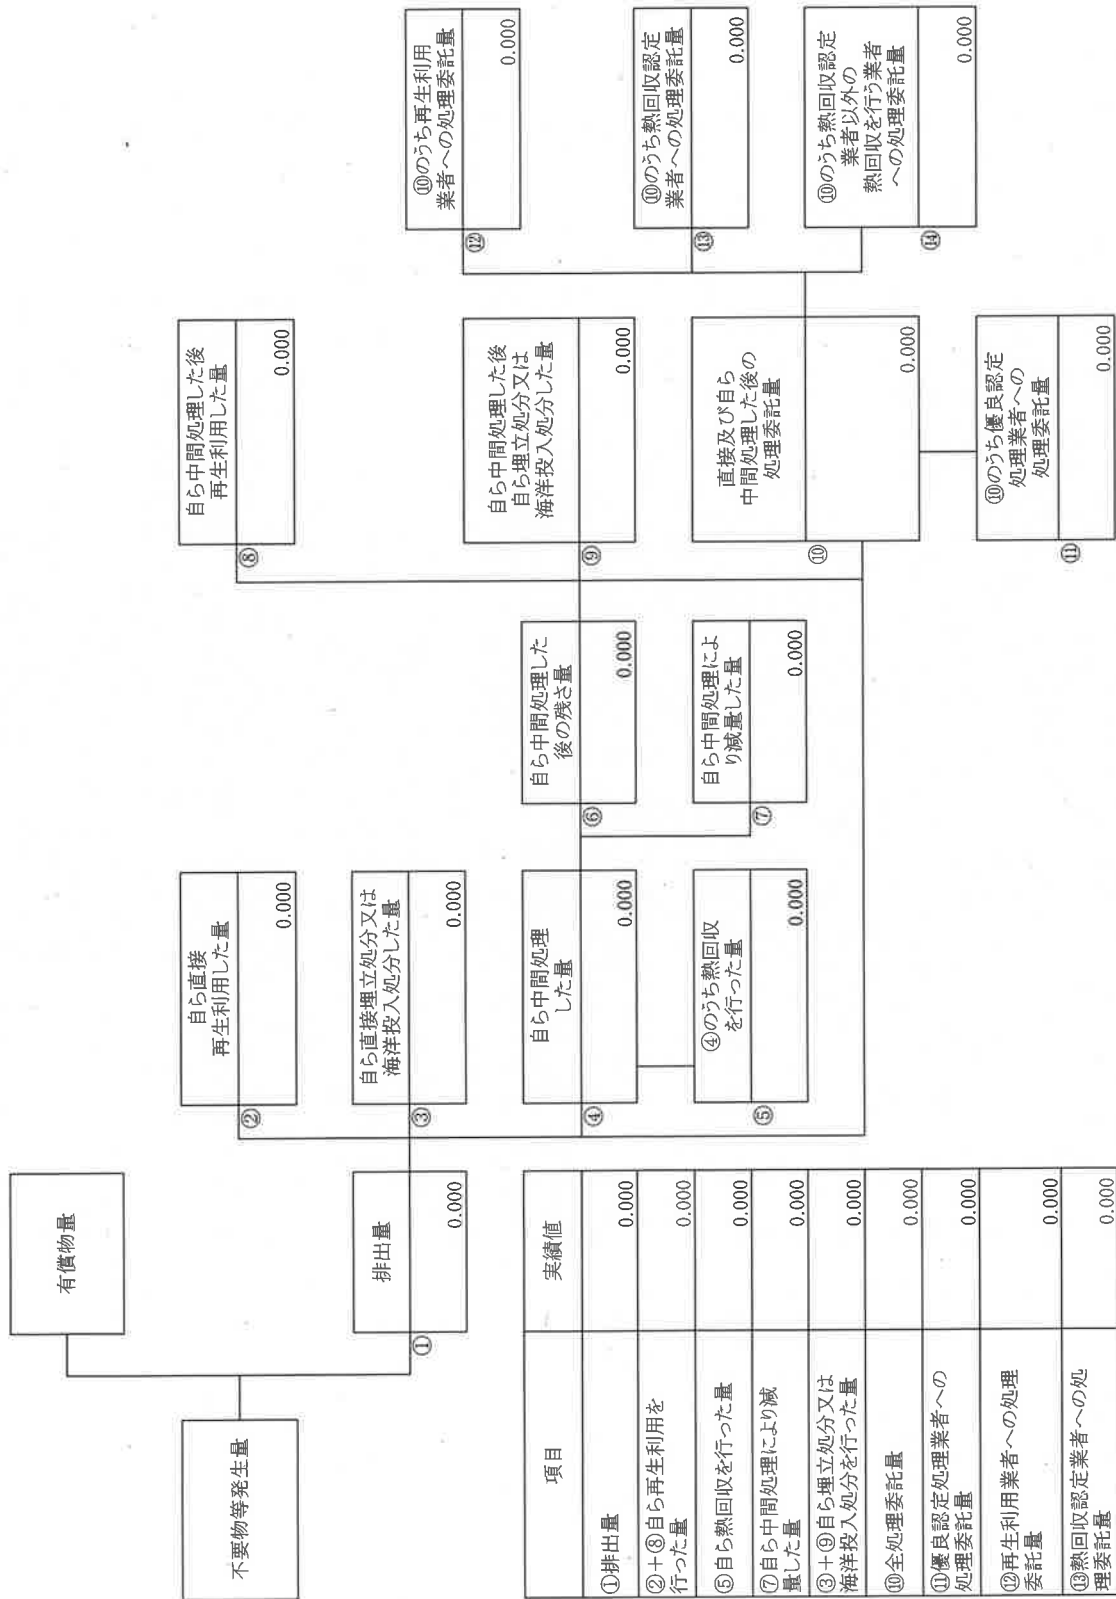 不要物等発生量
有償物量
①
排出量
0.000
②
自ら直接
再生利用した量
0.000
③
自ら直接埋立処分又は
海洋投入処分した量
0.000
④
自ら中間処理
した量
0.000
⑤
④のうち熱回収
を行った量
0.000
⑥
自ら中間処理した
後の残さ量
0.000
⑦
自ら中間処理によ
り減量した量
0.000
⑧
自ら中間処理した後
再生利用した量
0.000
⑨
自ら中間処理した後
自ら埋立処分又は
海洋投入処分した量
0.000
⑩
直接及び自ら
中間処理した後の
処理委託量
0.000
⑪
⑩のうち優良認定
処理業者への
処理委託量
0.000
⑫
⑩のうち再生利用
業者への処理委託量
0.000
⑬
⑩のうち熱回収認定
業者への処理委託量
0.000
⑭
⑩のうち熱回収認定
業者以外の
熱回収を行う業者
への処理委託量
0.000
項目 実績値
①排出量 0.000
②+⑧自ら再生利用を
行った量 0.000
⑤自ら熱回収を行った量 0.000
⑦自ら中間処理により減
量した量 0.000
③+⑨自ら埋立処分又は
海洋投入処分を行った量 0.000
⑩全処理委託量 0.000
⑪優良認定処理業者への
処理委託量 0.000
⑫再生利用業者への処理
委託量 0.000
⑬熱回収認定業者への処
理委託量 0.000